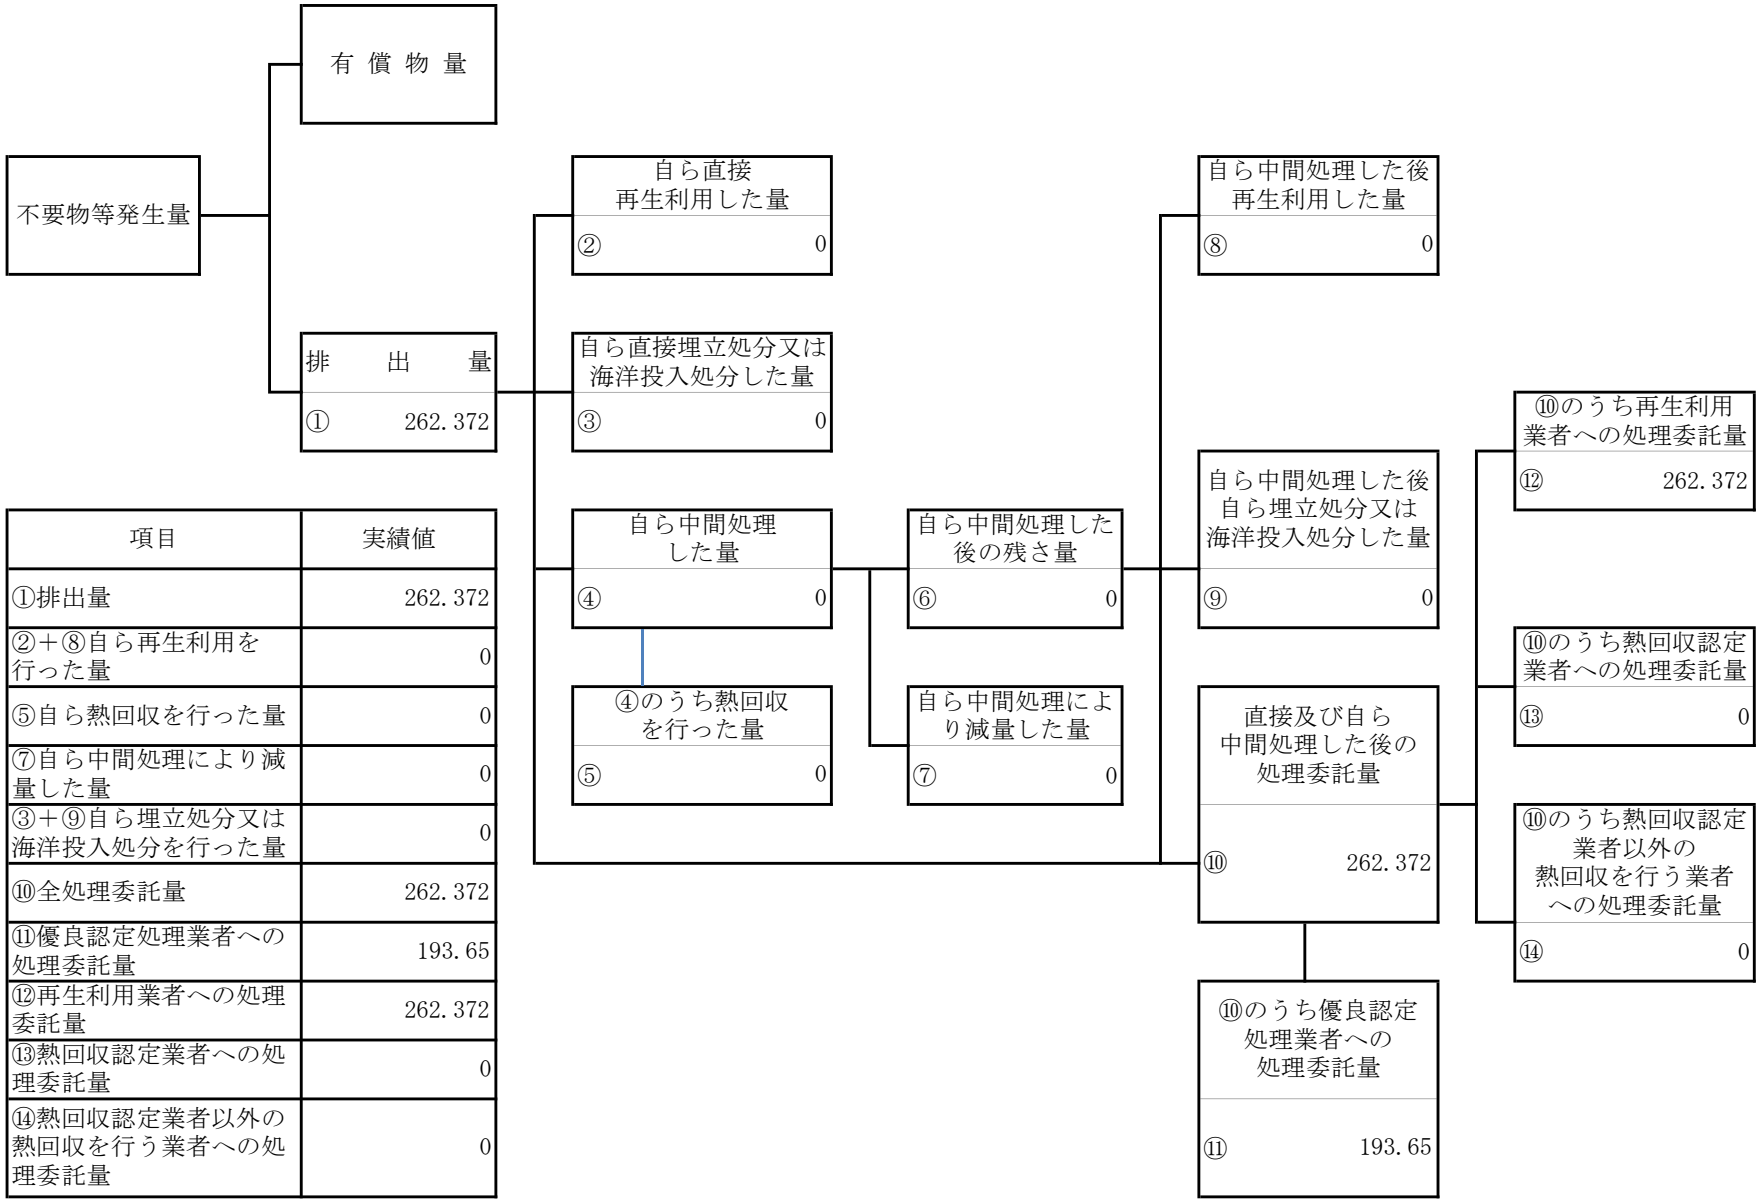 有償物量
不要物等発生量
自ら直接
再生利用した量
② 0
自ら中間処理した後
再生利用した量
⑧ 0
排出量
① 262.372
自ら直接埋立処分又は
海洋投入処分した量
③ 0
⑩のうち再生利用
業者への処理委託量
⑫ 262.372
自ら中間処理
した量
④ 0
自ら中間処理した
後の残さ量
⑥ 0
自ら中間処理した後
自ら埋立処分又は
海洋投入処分した量
⑨ 0
⑩のうち熱回収認定
業者への処理委託量
⑬ 0
④のうち熱回収
を行った量
⑤ 0
自ら中間処理によ
り減量した量
⑦ 0
直接及び自ら
中間処理した後の
処理委託量
⑩ 262.372
⑩のうち熱回収認定
業者以外の
熱回収を行う業者
への処理委託量
⑭ 0
⑩のうち優良認定
処理業者への
処理委託量
⑪ 193.65
項目 実績値
①排出量 262.372
②＋⑧自ら再生利用を
行った量 0
⑤自ら熱回収を行った量 0
⑦自ら中間処理により減
量した量 0
③＋⑨自ら埋立処分又は
海洋投入処分を行った量 0
⑩全処理委託量 262.372
⑪優良認定処理業者への
処理委託量 193.65
⑫再生利用業者への処理
委託量 262.372
⑬熱回収認定業者への処
理委託量 0
⑭熱回収認定業者以外の
熱回収を行う業者への処
理委託量 0